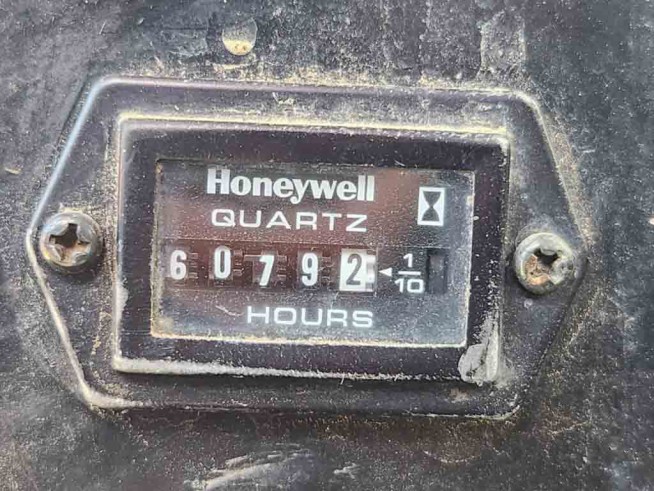 Honeywell
QUARTZ
6 0 7 9 2 ◄ 1/10
HOURS